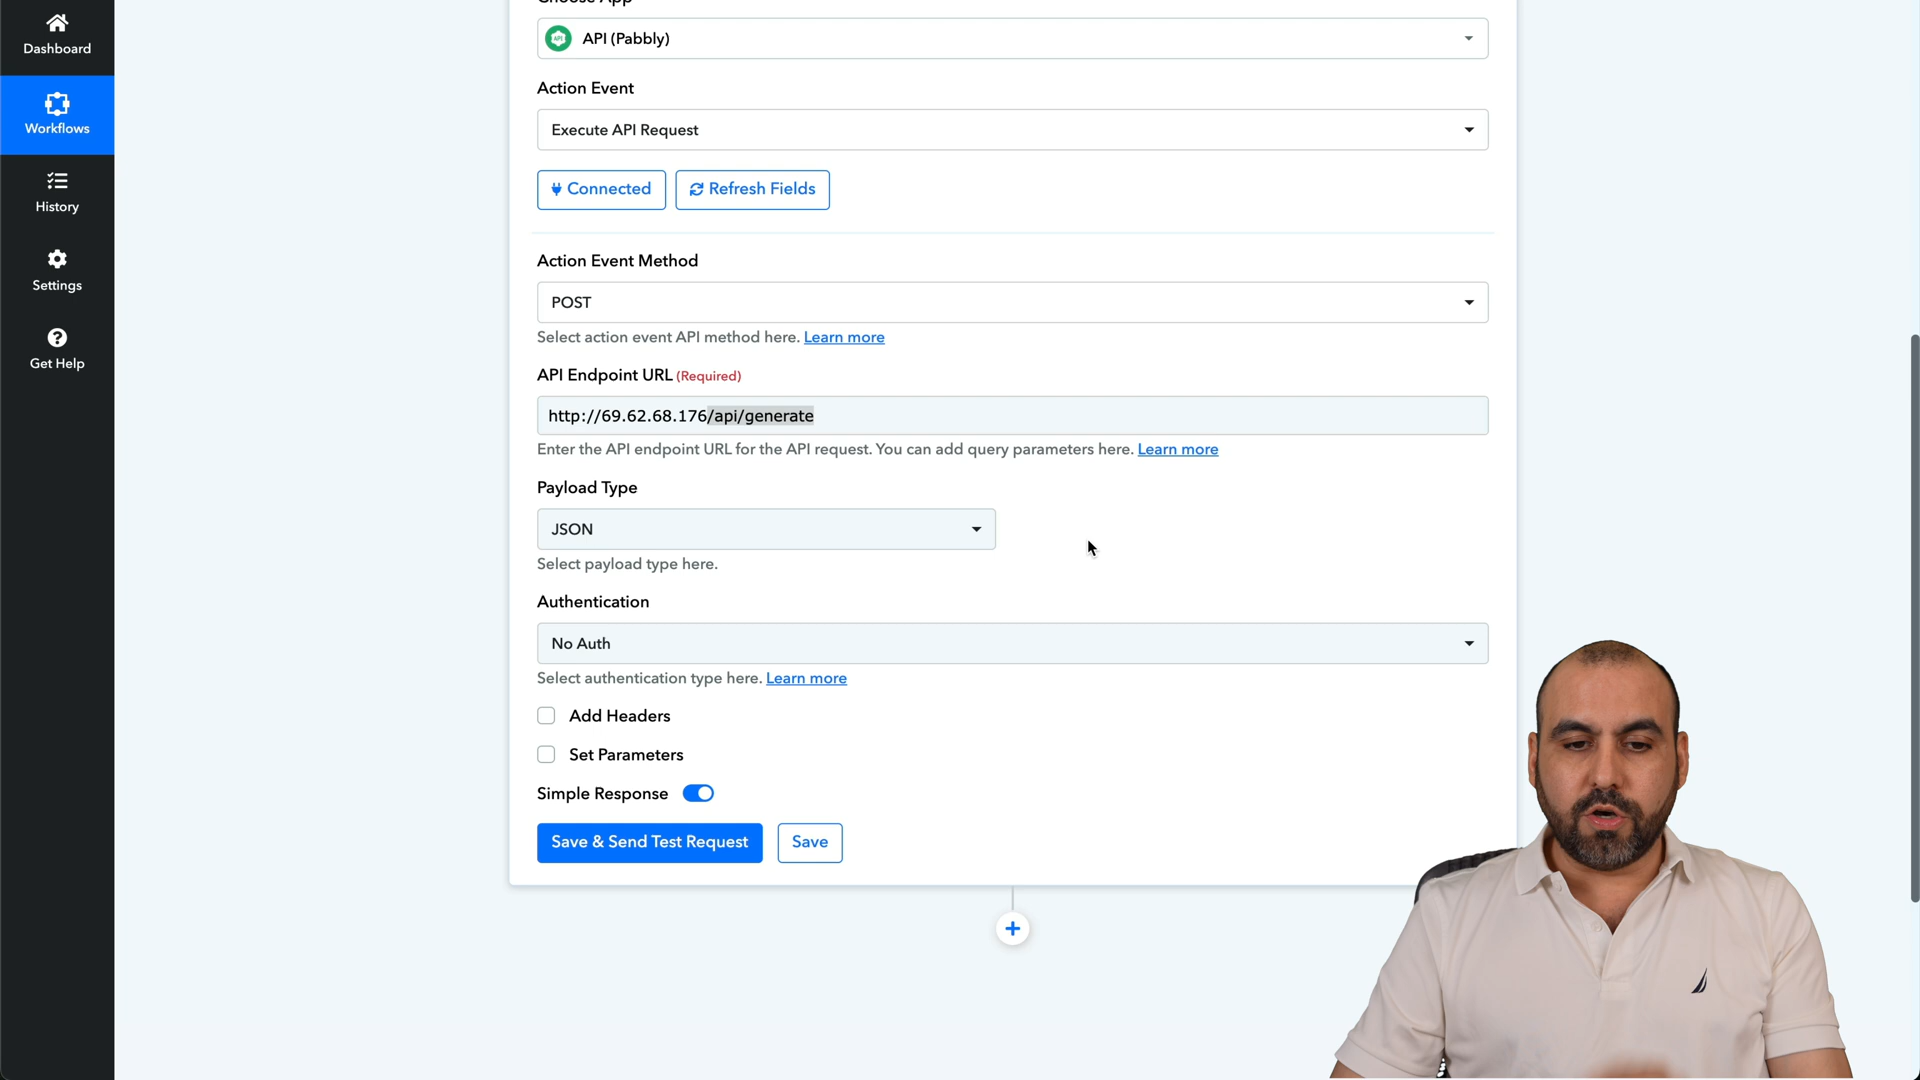 Dashboard
Workflows
History
Settings
Get Help
Choose App
API (Pabbly)
Action Event
Execute API Request
Connected
Refresh Fields
Action Event Method
POST
Select action event API method here. Learn more
API Endpoint URL (Required)
http://69.62.68.176/api/generate
Enter the API endpoint URL for the API request. You can add query parameters here. Learn more
Payload Type
JSON
Select payload type here.
Authentication
No Auth
Select authentication type here. Learn more
Add Headers
Set Parameters
Simple Response
Save & Send Test Request
Save